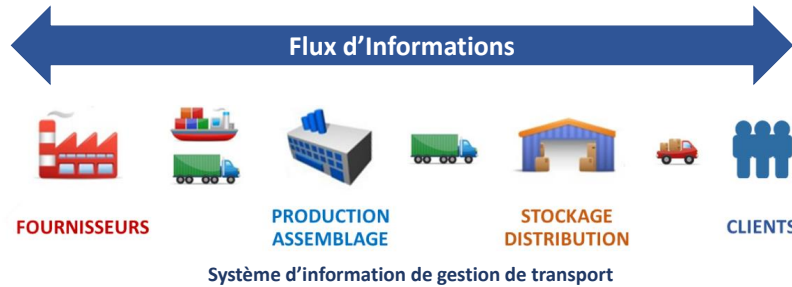 Flux d'Informations
FOURNISSEURS
PRODUCTION
ASSEMBLAGE
STOCKAGE
DISTRIBUTION
CLIENTS
Système d'information de gestion de transport